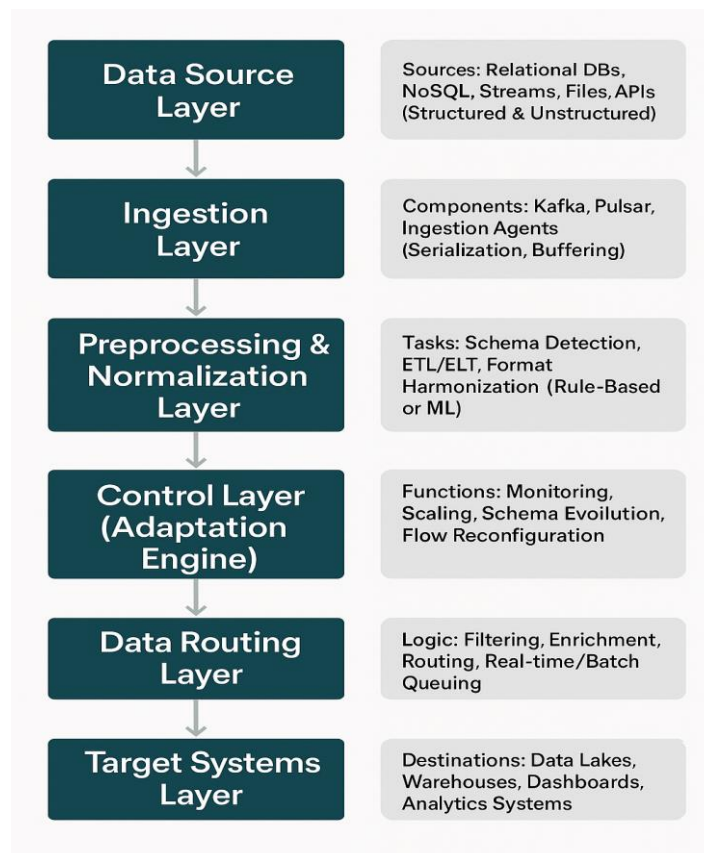 Data Source
Layer
Sources: Relational DBs,
NoSQL, Streams, Files, APIs
(Structured & Unstructured)
Ingestion
Layer
Components: Kafka, Pulsar,
Ingestion Agents
(Serialization, Buffering)
Preprocessing &
Normalization
Layer
Tasks: Schema Detection,
ETL/ELT, Format
Harmonization (Rule-Based
or ML)
Control Layer
(Adaptation
Engine)
Functions: Monitoring,
Scaling, Schema Evoilution,
Flow Reconfiguration
Data Routing
Layer
Logic: Filtering, Enrichment,
Routing, Real-time/Batch
Queuing
Target Systems
Layer
Destinations: Data Lakes,
Warehouses, Dashboards,
Analytics Systems